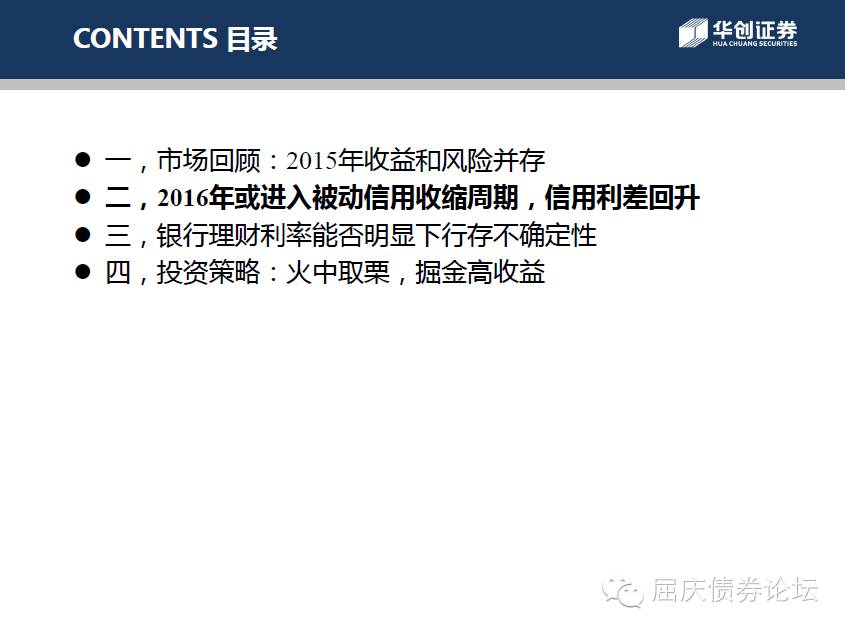 CONTENTS 目录
华创证券
HUA CHUANG SECURITIES
● 一，市场回顾：2015年收益和风险并存
● 二，2016年或进入被动信用收缩周期，信用利差回升
● 三，银行理财利率能否明显下行存不确定性
● 四，投资策略：火中取栗，掘金高收益
屈庆债券论坛